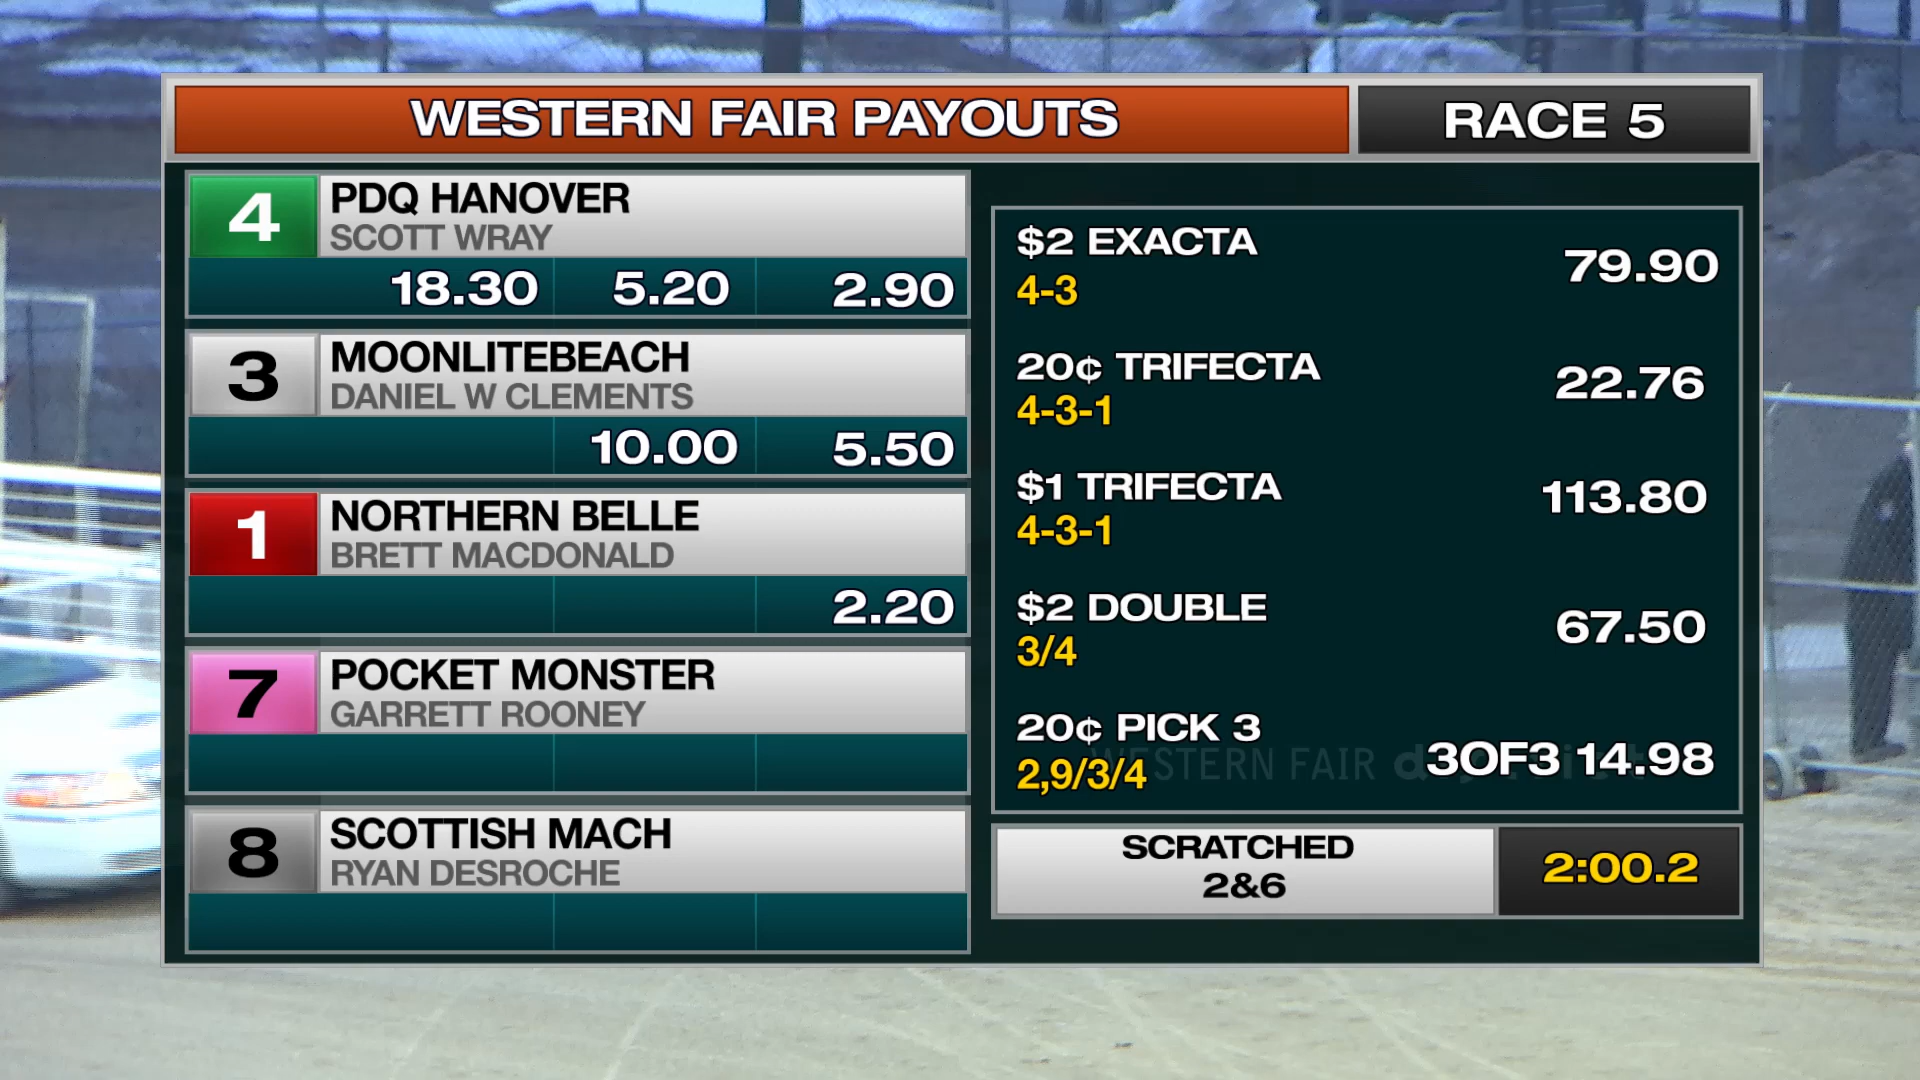 WESTERN FAIR PAYOUTS
RACE 5
4
PDQ HANOVER
SCOTT WRAY
18.30 5.20 2.90
3
MOONLITEBEACH
DANIEL W CLEMENTS
10.00 5.50
1
NORTHERN BELLE
BRETT MACDONALD
2.20
7
POCKET MONSTER
GARRETT ROONEY
8
SCOTTISH MACH
RYAN DESROCHE
$2 EXACTA
4-3
79.90
20¢ TRIFECTA
4-3-1
22.76
$1 TRIFECTA
4-3-1
113.80
$2 DOUBLE
3/4
67.50
20¢ PICK 3
2,9/3/4
3OF3 14.98
WESTERN FAIR
SCRATCHED
2&6
2:00.2